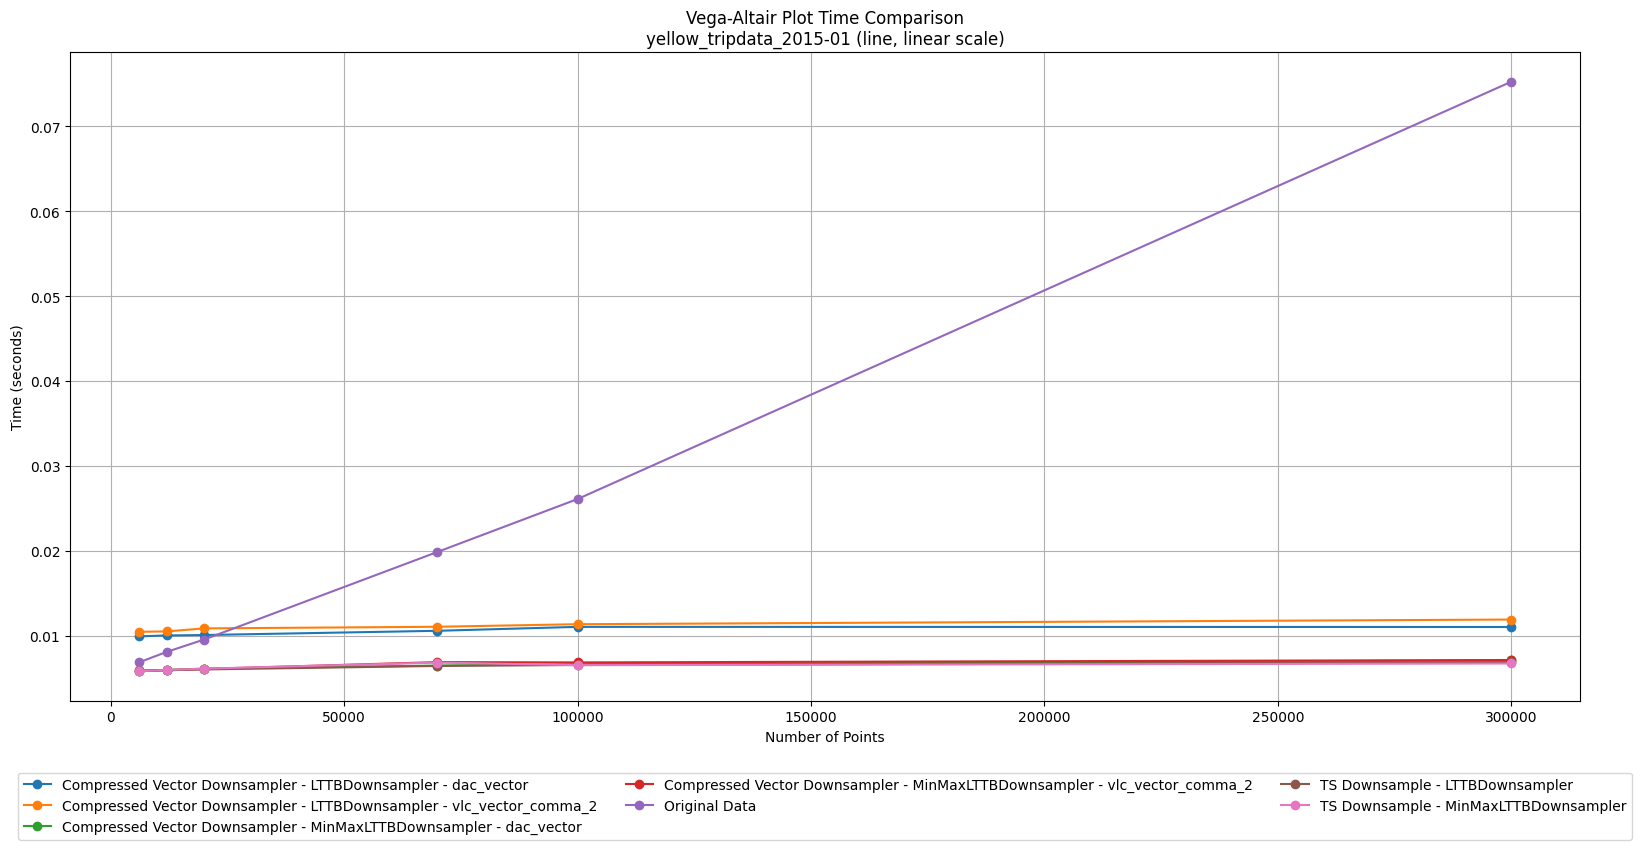 Vega-Altair Plot Time Comparison
yellow_tripdata_2015-01 (line, linear scale)
Time (seconds)
0.07
0.06
0.05
0.04
0.03
0.02
0.01
0 50000 100000 150000 200000 250000 300000
Number of Points
Compressed Vector Downsampler - LTTBDownsampler - dac_vector
Compressed Vector Downsampler - LTTBDownsampler - vlc_vector_comma_2
Compressed Vector Downsampler - MinMaxLTTBDownsampler - dac_vector
Compressed Vector Downsampler - MinMaxLTTBDownsampler - vlc_vector_comma_2
Original Data
TS Downsample - LTTBDownsampler
TS Downsample - MinMaxLTTBDownsampler